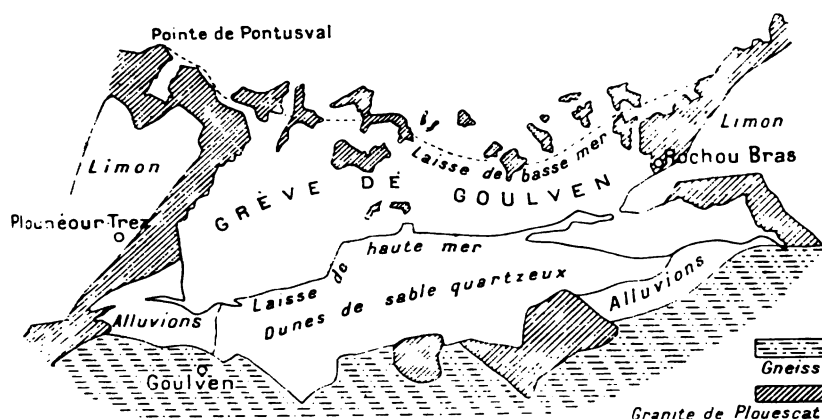 Pointe de Pontusval
Limon
Limon
Laisse de basse mer
Rochou Bras
GRÈVE DE GOULVEN
Plounéour-Trez
Laisse de haute mer
Dunes de sable quartzeux
Alluvions
Alluvions
Goulven
Gneiss
Granite de Plouescat